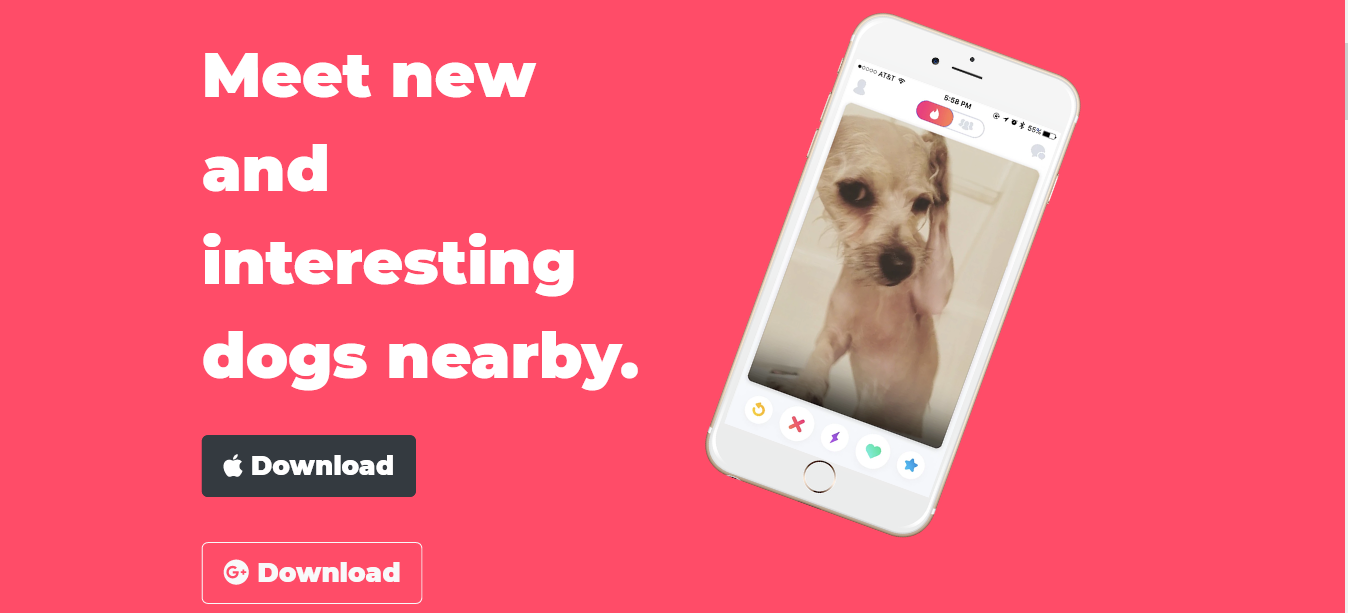 Meet new
and
interesting
dogs nearby.
Download
Download
AT&T
5:58 PM
55%